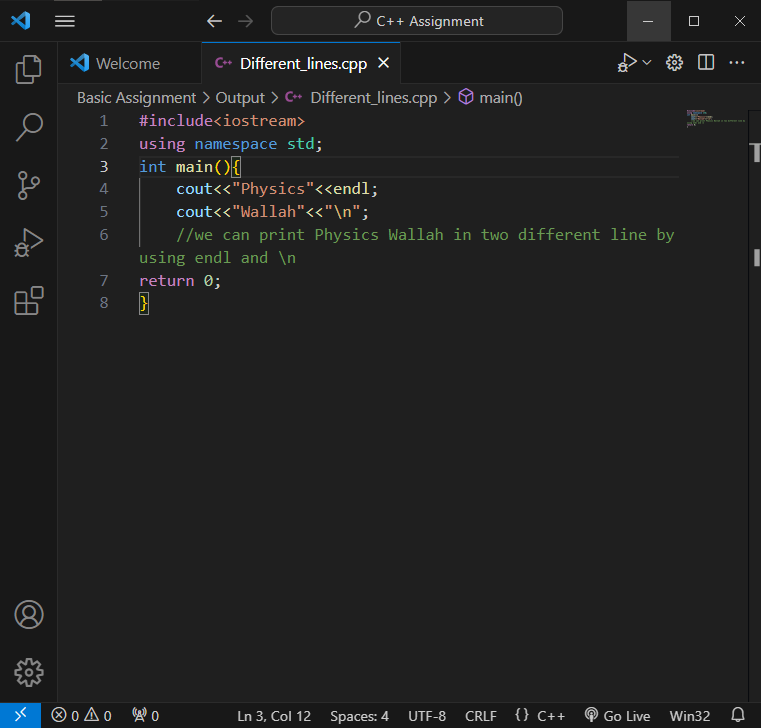 C++ Assignment
Welcome
C++ Different_lines.cpp
Basic Assignment > Output > C++ Different_lines.cpp > main()
1 #include<iostream>
2 using namespace std;
3 int main(){
4 cout<<"Physics"<<endl;
5 cout<<"Wallah"<<"\n";
6 //we can print Physics Wallah in two different line by
using endl and \n
7 return 0;
8 }
0 0 0 Ln 3, Col 12 Spaces: 4 UTF-8 CRLF {} C++ Go Live Win32